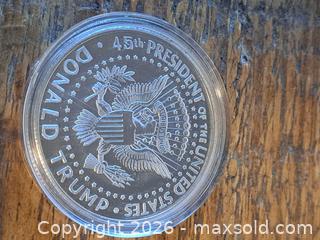 45th PRESIDENT OF THE UNITED STATES
DONALD TRUMP
Copyright 2026 - maxsold.com